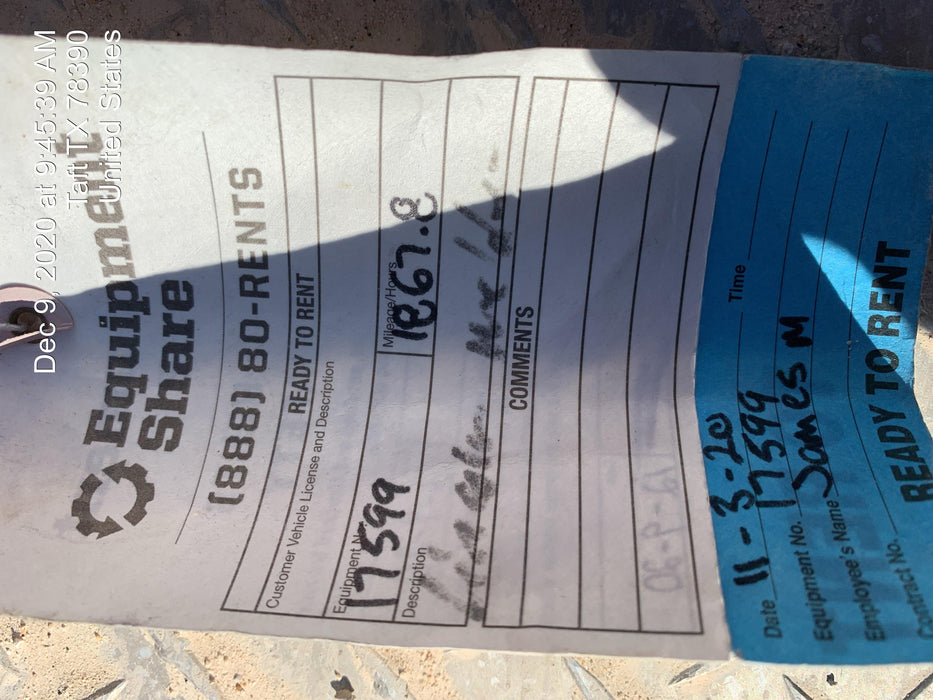 Dec 9, 2020 at 9:45:39 AM
Taft TX 78390
United States
Equipment
Share
(888) 80-RENTS
READY TO RENT
Customer Vehicle License and Description
Equipment No.
17599
Mileage/Hours
1867.8
Description
COMMENTS
Date 11-3-20 Time
Equipment No. 17599
Employee's Name James M
Contract No.
READY TO RENT